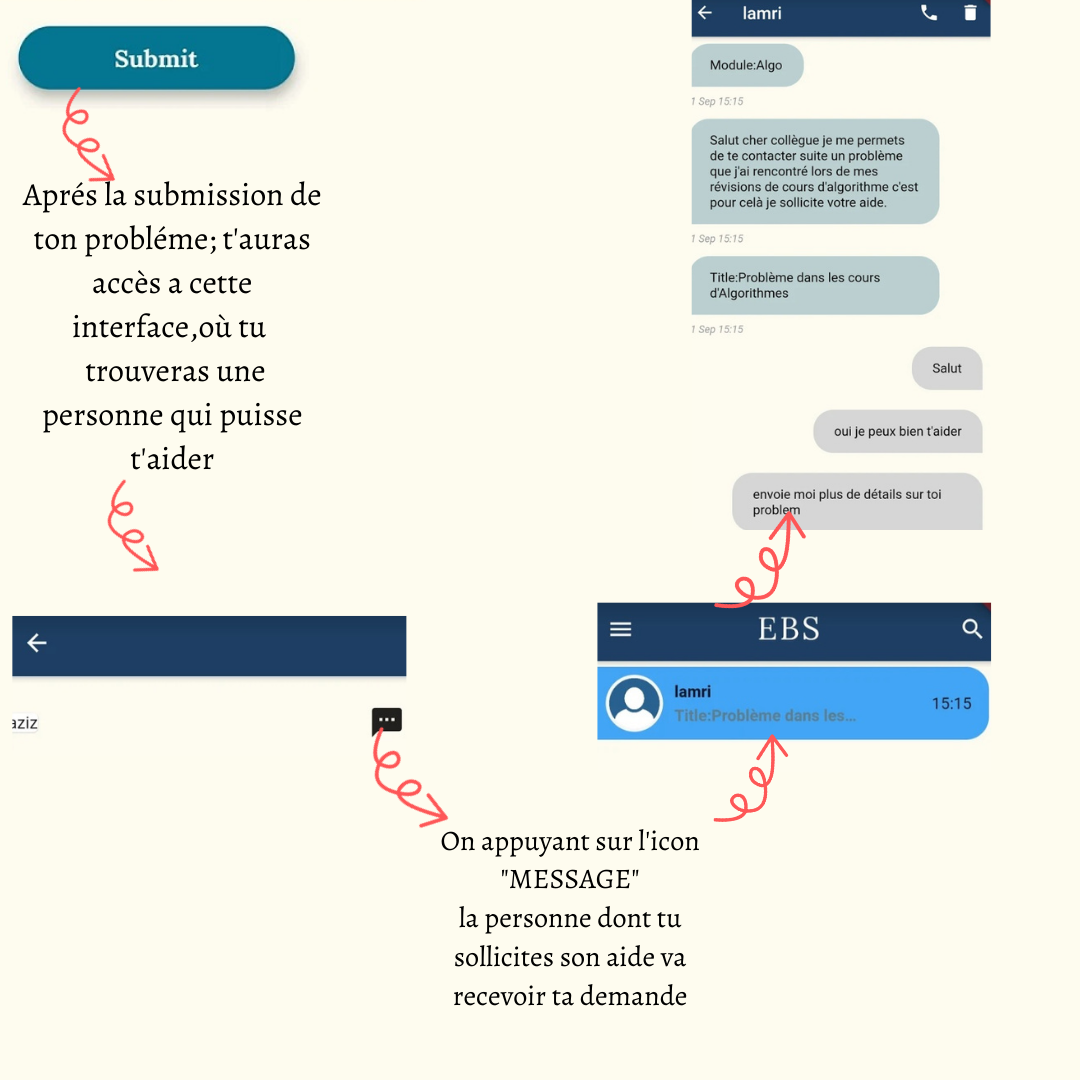 Submit
Aprés la submission de
ton probléme; t'auras
accès a cette
interface,où tu
trouveras une
personne qui puisse
t'aider
aziz
On appuyant sur l'icon
"MESSAGE"
la personne dont tu
sollicites son aide va
recevoir ta demande
EBS
lamri
Title:Problème dans les...
15:15
lamri
Module:Algo
1 Sep 15:15
Salut cher collègue je me permets
de te contacter suite un problème
que j'ai rencontré lors de mes
révisions de cours d'algorithme c'est
pour celà je sollicite votre aide.
1 Sep 15:15
Title:Problème dans les cours
d'Algorithmes
1 Sep 15:15
Salut
oui je peux bien t'aider
envoie moi plus de détails sur toi
problem